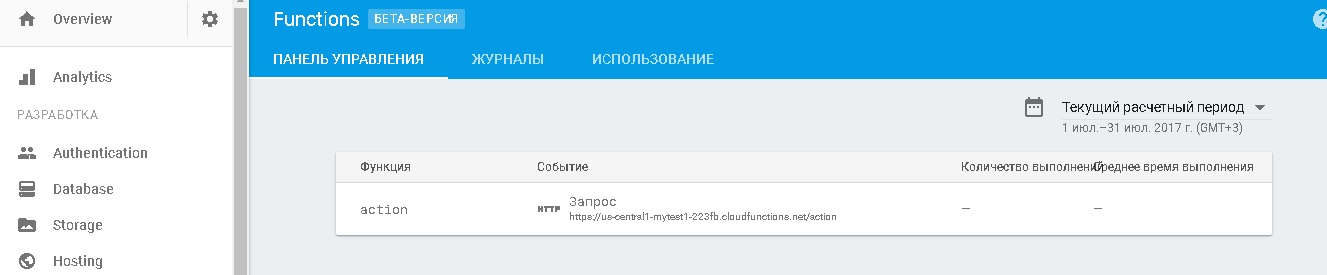 Overview
Analytics
РАЗРАБОТКА
Authentication
Database
Storage
Hosting
Functions БЕТА-ВЕРСИЯ
ПАНЕЛЬ УПРАВЛЕНИЯ ЖУРНАЛЫ ИСПОЛЬЗОВАНИЕ
Текущий расчетный период
1 июл.–31 июл. 2017 г. (GMT+3)
Функция Событие Количество выполнений Среднее время выполнения
action HTTP Запрос – –
https://us-central1-mytest1-223fb.cloudfunctions.net/action